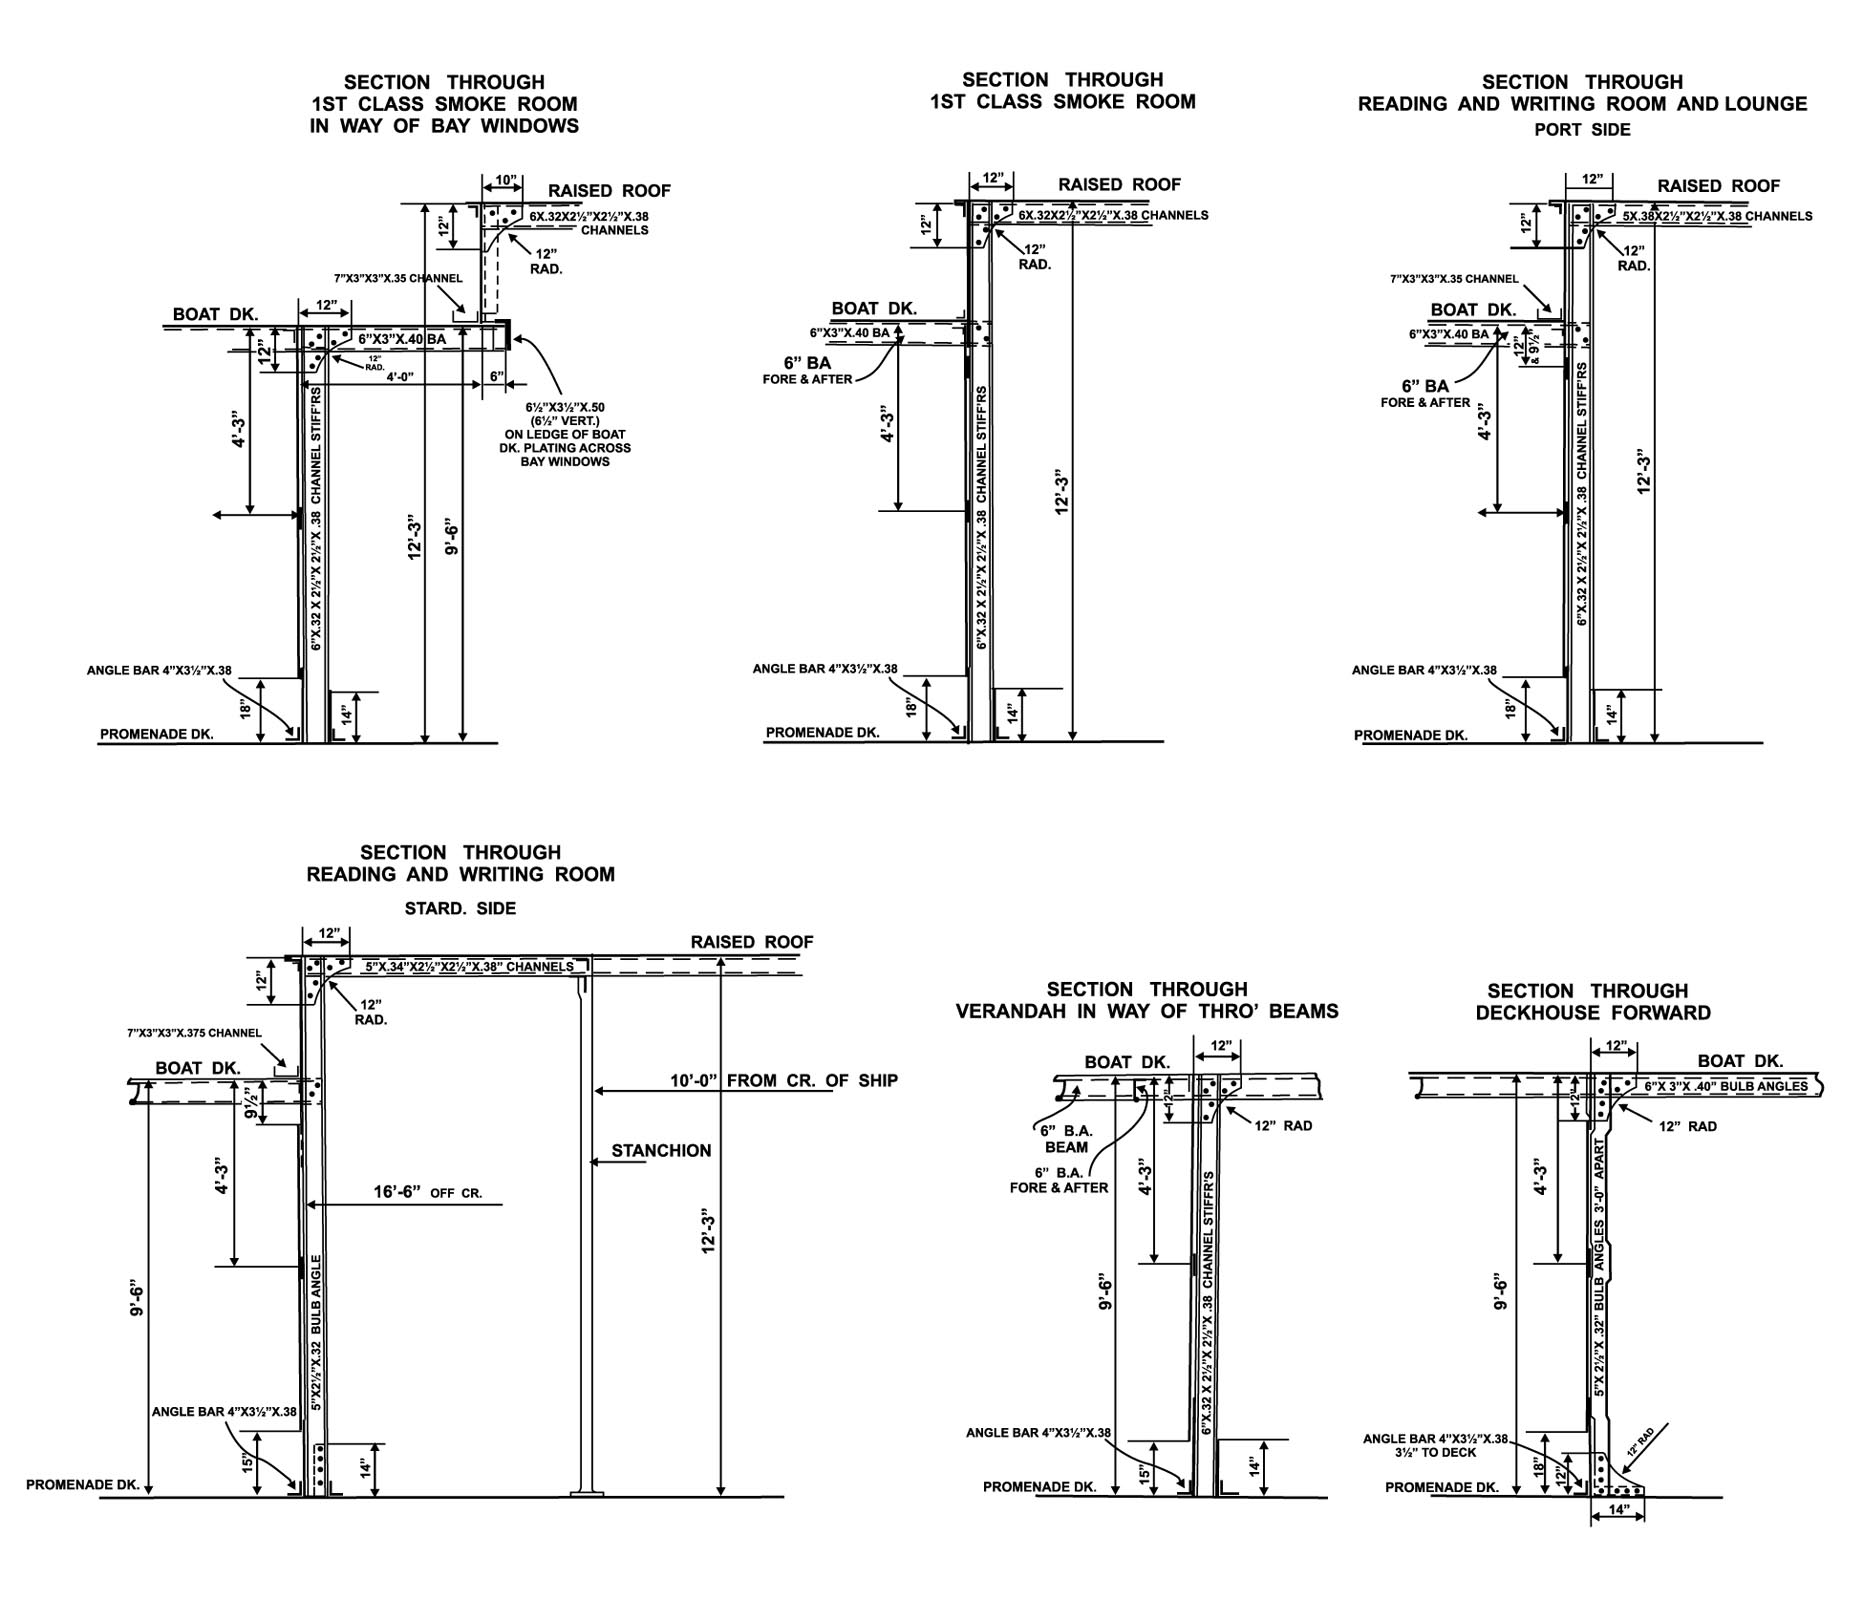 SECTION THROUGH
1ST CLASS SMOKE ROOM
IN WAY OF BAY WINDOWS
10”
RAISED ROOF
6X.32X2½”X2½”X.38
CHANNELS
12”
12”
RAD.
7”X3”X3”X.35 CHANNEL
BOAT DK.
12”
6”X3”X.40 BA
12”
12”
RAD.
4’-0”
6”
6½”X3½”X.50
(6½” VERT.)
ON LEDGE OF BOAT
DK. PLATING ACROSS
BAY WINDOWS
4’-3”
6”X.32 X 2½”X 2½”X .38 CHANNEL STIFF’RS
12’-3”
9’-6”
ANGLE BAR 4”X3½”X.38
18”
14”
PROMENADE DK.
SECTION THROUGH
1ST CLASS SMOKE ROOM
12”
RAISED ROOF
6X.32X2½”X2½”X.38 CHANNELS
12”
12”
RAD.
BOAT DK.
6”X3”X.40 BA
6” BA
FORE & AFTER
4’-3”
6”X.32 X 2½”X 2½”X .38 CHANNEL STIFF’RS
12’-3”
ANGLE BAR 4”X3½”X.38
18”
14”
PROMENADE DK.
SECTION THROUGH
READING AND WRITING ROOM AND LOUNGE
PORT SIDE
12”
RAISED ROOF
5X.38X2½”X2½”X.38 CHANNELS
12”
12”
RAD.
7”X3”X3”X.35 CHANNEL
BOAT DK.
6”X3”X.40 BA
12”
& 9½”
6” BA
FORE & AFTER
4’-3”
6”X.32 X 2½”X 2½”X .38 CHANNEL STIFF’RS
12’-3”
ANGLE BAR 4”X3½”X.38
18”
14”
PROMENADE DK.
SECTION THROUGH
READING AND WRITING ROOM
STARD. SIDE
12”
RAISED ROOF
5”X.34”X2½”X2½”X.38” CHANNELS
12”
12”
RAD.
7”X3”X3”X.375 CHANNEL
BOAT DK.
9½”
10’-0” FROM CR. OF SHIP
STANCHION
4’-3”
16’-6” OFF CR.
12’-3”
9’-6”
5”X2½”X.32 BULB ANGLE
ANGLE BAR 4”X3½”X.38
15”
14”
PROMENADE DK.
SECTION THROUGH
VERANDAH IN WAY OF THRO’ BEAMS
12”
BOAT DK.
12”
12” RAD
6” B.A.
BEAM
6” B.A.
FORE & AFTER
4’-3”
9’-6”
6”X.32 X 2½”X 2½”X .38 CHANNEL STIFFR’S
ANGLE BAR 4”X3½”X.38
15”
14”
PROMENADE DK.
SECTION THROUGH
DECKHOUSE FORWARD
12”
BOAT DK.
6”X 3”X .40” BULB ANGLES
12”
12” RAD
4’-3”
9’-6”
5”X 2½”X .32” BULB ANGLES 3’-0” APART
ANGLE BAR 4”X3½”X.38
3½” TO DECK
18”
12”
12” RAD
PROMENADE DK.
14”